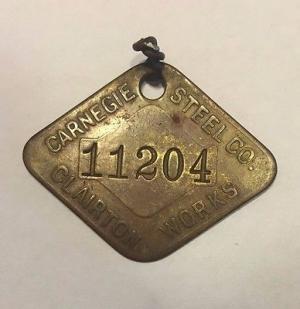 CARNEGIE STEEL CO.
11204
CLAIRTON WORKS